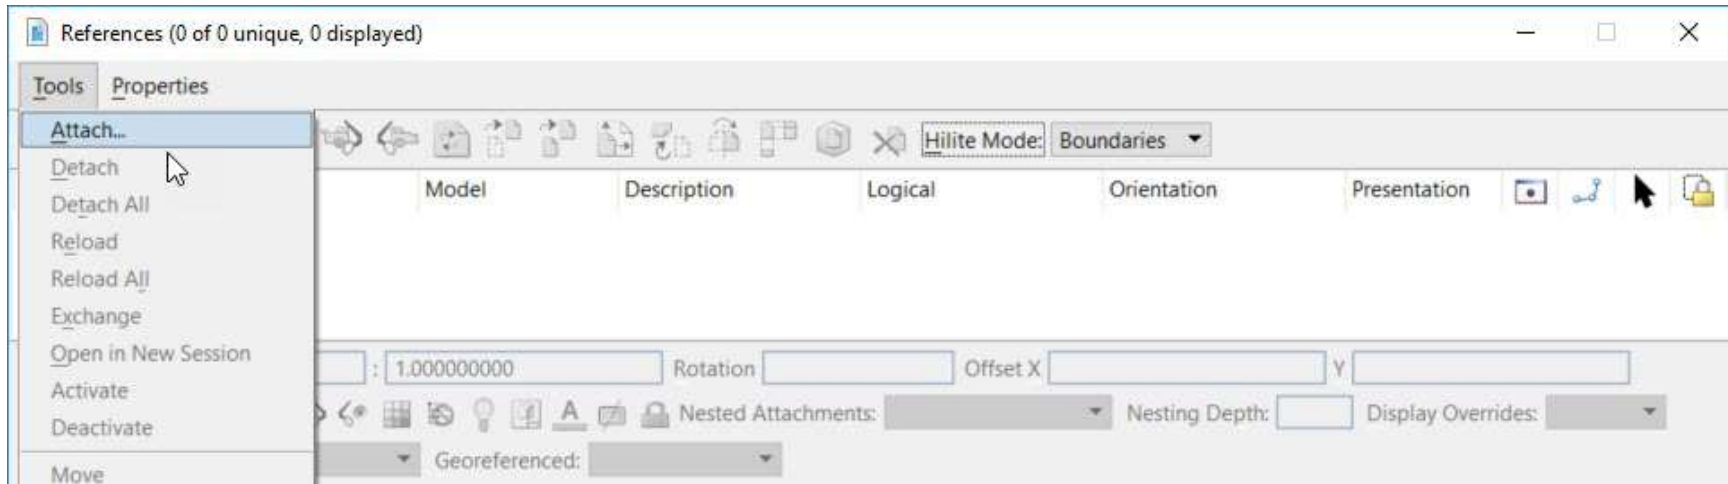 References (0 of 0 unique, 0 displayed)
Tools Properties
Attach...
Hilite Mode: Boundaries
Detach
Model Description Logical Orientation Presentation
Detach All
Reload
Reload All
Exchange
Open in New Session
: 1.000000000 Rotation Offset X Y
Activate
Nested Attachments: Nesting Depth: Display Overrides:
Deactivate
Georeferenced:
Move